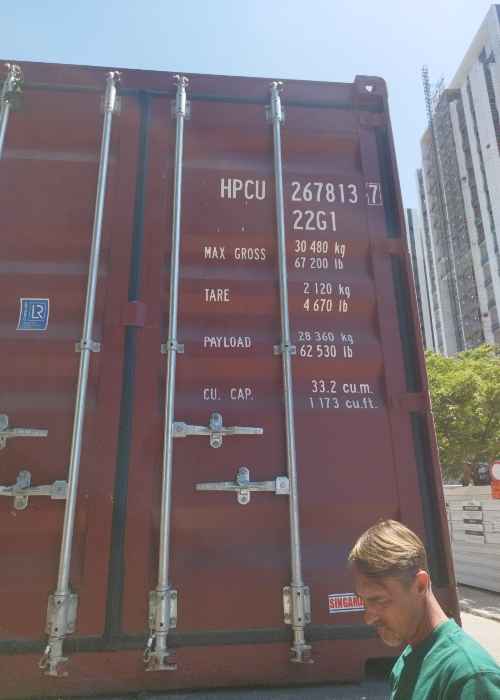 HPCU 267813 7
22G1
MAX GROSS 30 480 kg
67 200 lb
TARE 2 120 kg
4 670 lb
PAYLOAD 28 360 kg
62 530 lb
CU. CAP. 33.2 cu.m.
1 173 cu.ft.
LR